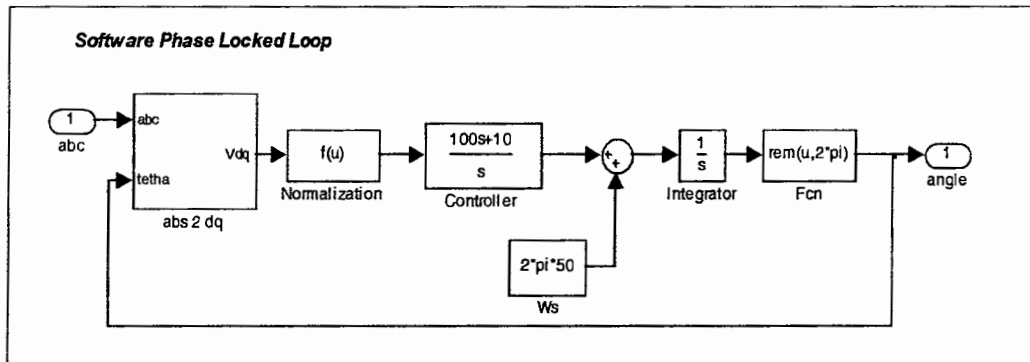 Software Phase Locked Loop
1
abc
abc
tetha
Vdq
abs 2 dq
f(u)
Normalization
100s+10
s
Controller
+
+
1
s
Integrator
rem(u,2*pi)
Fcn
1
angle
2*pi*50
Ws